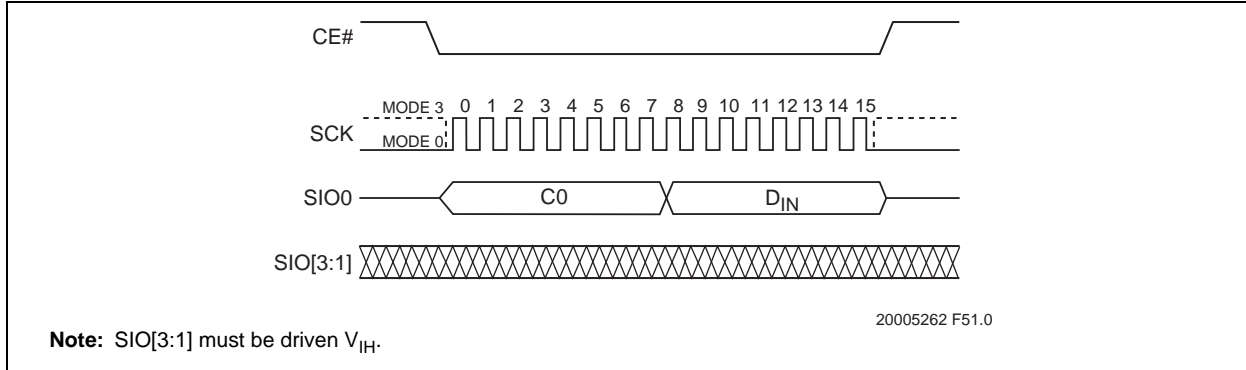 CE#
MODE 3 0 1 2 3 4 5 6 7 8 9 10 11 12 13 14 15
SCK
MODE 0
SIO0 C0 DIN
SIO[3:1]
20005262 F51.0
Note: SIO[3:1] must be driven VIH.